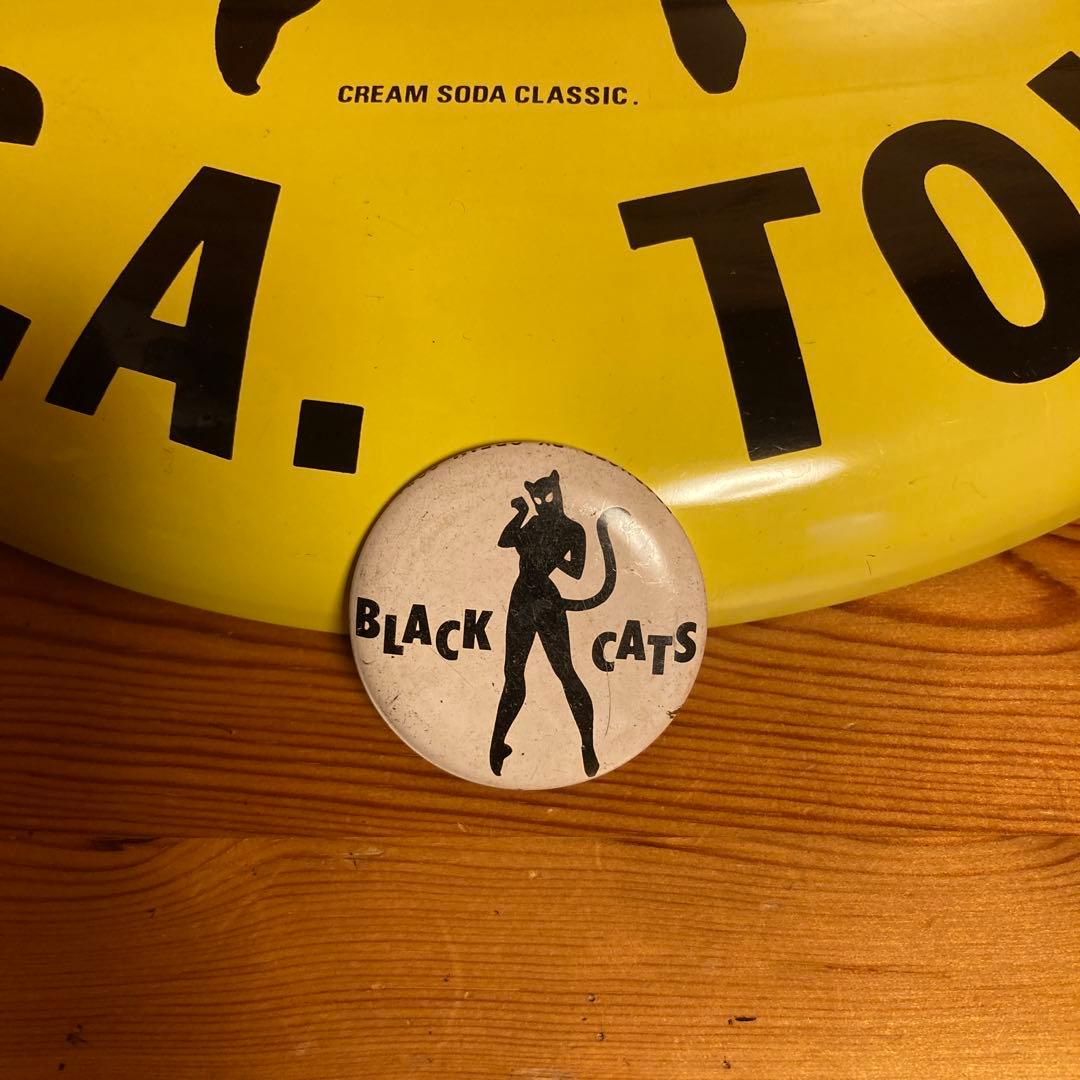 CREAM SODA CLASSIC.
A. TO
BLACK CATS